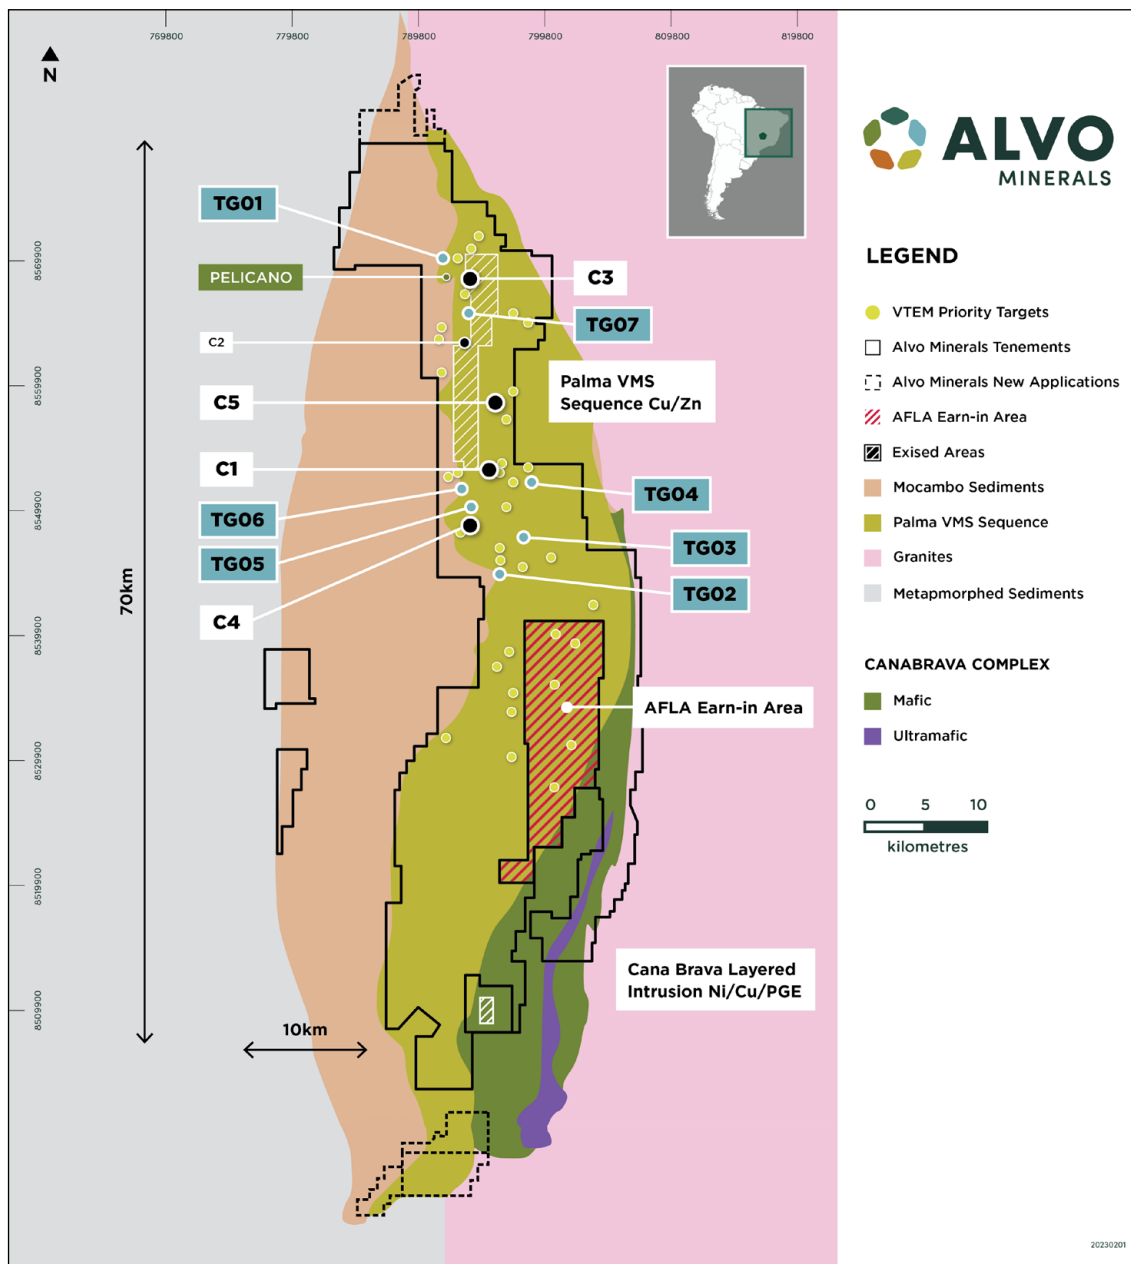 769800
779800
789800
799800
809800
819800
N
ALVO
MINERALS
TG01
8569900
PELICANO
C3
LEGEND
VTEM Priority Targets
TG07
C2
Alvo Minerals Tenements
8559900
Palma VMS
Sequence Cu/Zn
Alvo Minerals New Applications
C5
AFLA Earn-in Area
Exised Areas
C1
Mocambo Sediments
8549900
TG04
TG06
Palma VMS Sequence
TG03
TG05
Granites
70km
TG02
Metapmorphed Sediments
C4
8539900
CANABRAVA COMPLEX
AFLA Earn-in Area
Mafic
Ultramafic
8529900
0 5 10
kilometres
8519900
Cana Brava Layered
Intrusion Ni/Cu/PGE
8509900
10km
20230201